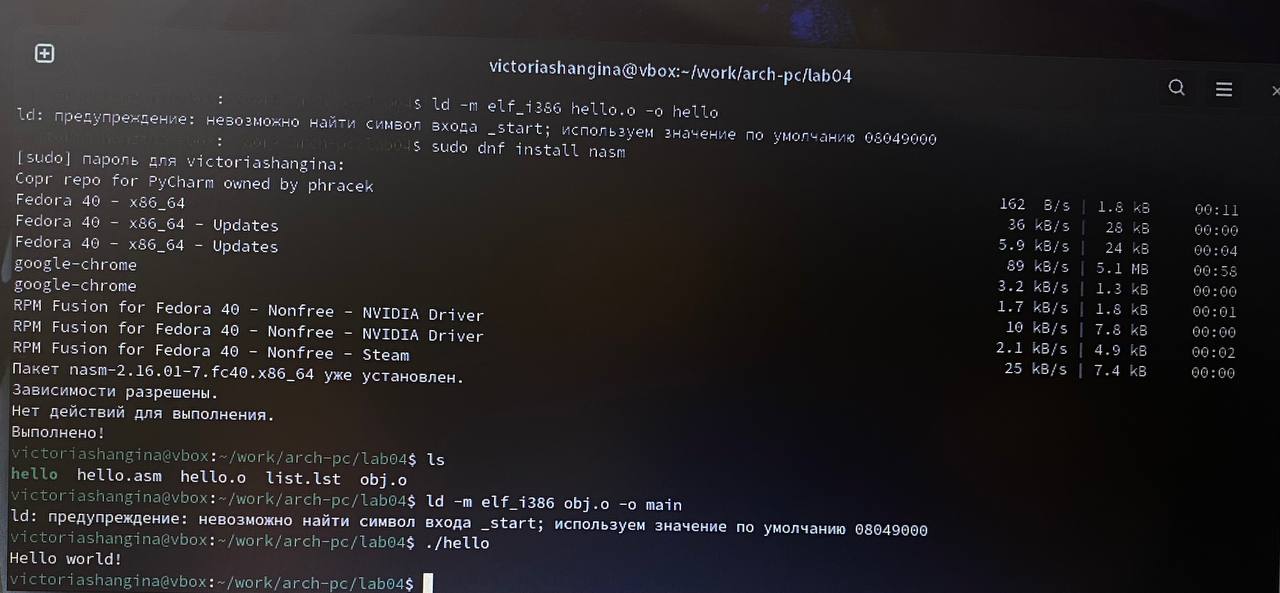 victoriashangina@vbox:~/work/arch-pc/lab04
$ ld -m elf_i386 hello.o -o hello
ld: предупреждение: невозможно найти символ входа _start; используем значение по умолчанию 08049000
$ sudo dnf install nasm
[sudo] пароль для victoriashangina:
Copr repo for PyCharm owned by phracek 162 B/s | 1.8 kB 00:11
Fedora 40 - x86_64 36 kB/s | 28 kB 00:00
Fedora 40 - x86_64 - Updates 5.9 kB/s | 24 kB 00:04
Fedora 40 - x86_64 - Updates 89 kB/s | 5.1 MB 00:58
google-chrome 3.2 kB/s | 1.3 kB 00:00
google-chrome 1.7 kB/s | 1.8 kB 00:01
RPM Fusion for Fedora 40 - Nonfree - NVIDIA Driver 10 kB/s | 7.8 kB 00:00
RPM Fusion for Fedora 40 - Nonfree - NVIDIA Driver 2.1 kB/s | 4.9 kB 00:02
RPM Fusion for Fedora 40 - Nonfree - Steam 25 kB/s | 7.4 kB 00:00
Пакет nasm-2.16.01-7.fc40.x86_64 уже установлен.
Зависимости разрешены.
Нет действий для выполнения.
Выполнено!
victoriashangina@vbox:~/work/arch-pc/lab04$ ls
hello hello.asm hello.o list.lst obj.o
victoriashangina@vbox:~/work/arch-pc/lab04$ ld -m elf_i386 obj.o -o main
ld: предупреждение: невозможно найти символ входа _start; используем значение по умолчанию 08049000
victoriashangina@vbox:~/work/arch-pc/lab04$ ./hello
Hello world!
victoriashangina@vbox:~/work/arch-pc/lab04$